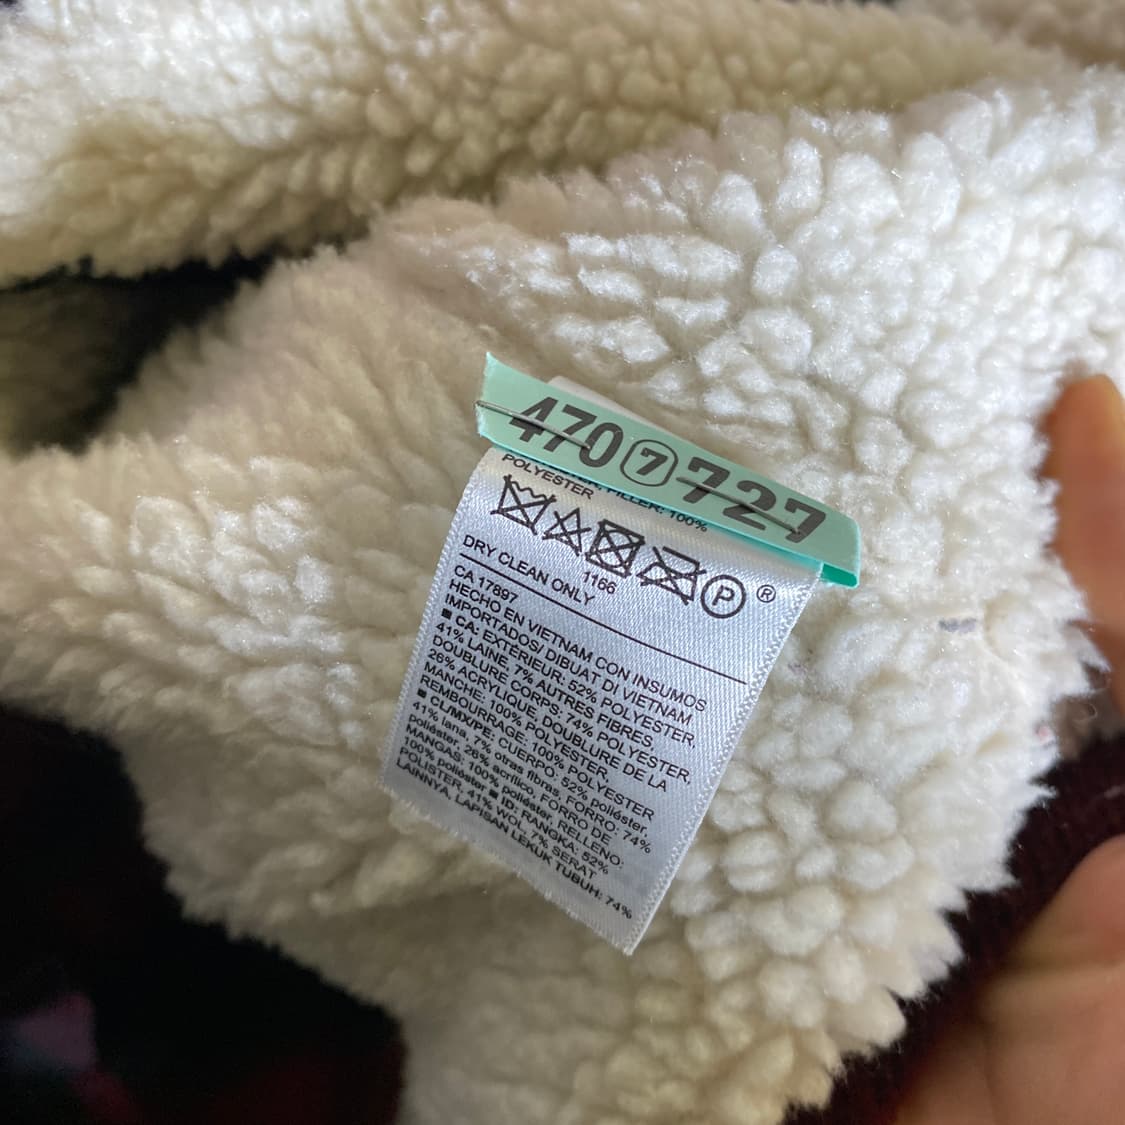 470 7 727
FILLER: 100%
POLYESTER
P ®
1166
DRY CLEAN ONLY
CA 17897
HECHO EN VIETNAM CON INSUMOS
IMPORTADOS/ DIBUAT DI VIETNAM
■ CA: EXTÉRIEUR: 52% POLYESTER,
41% LAINE, 7% AUTRES FIBRES,
DOUBLURE CORPS: 74% POLYESTER,
26% ACRYLIQUE, DOUBLURE DE LA
MANCHE: 100% POLYESTER,
REMBOURRAGE: 100% POLYESTER
■ CL/MX/PE: CUERPO: 52% poliéster,
41% lana, 7% otras fibras, FORRO: 74%
poliéster, 26% acrílico, FORRO DE
MANGAS: 100% poliéster, RELLENO:
100% poliéster ■ ID: RANGKA: 52%
POLISTER, 41% WOL, 7% SERAT
LAINNYA, LAPISAN LEKUK TUBUH: 74%